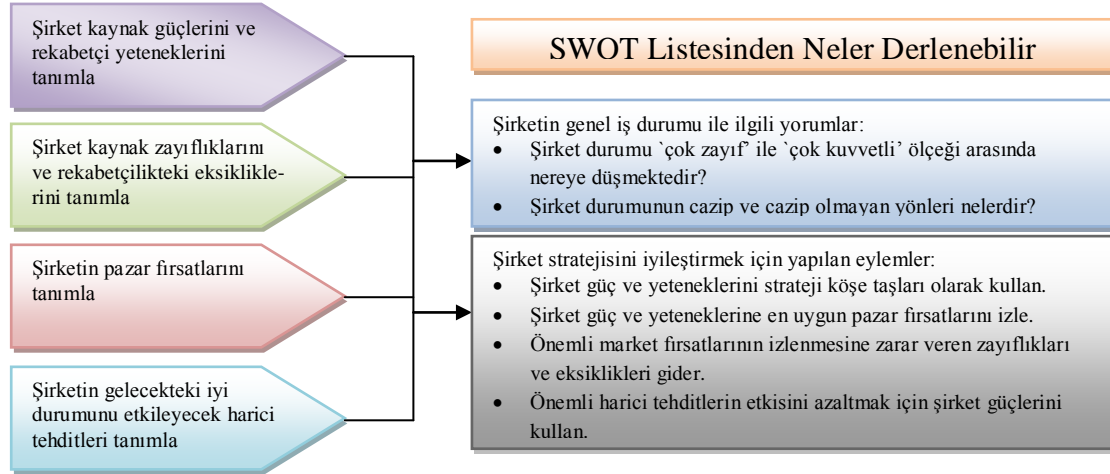 Şirket kaynak güçlerini ve
rekabetçi yeteneklerini
tanımla
Şirket kaynak zayıflıklarını
ve rekabetçilikteki eksiklikle-
rini tanımla
Şirketin pazar fırsatlarını
tanımla
Şirketin gelecekteki iyi
durumunu etkileyecek harici
tehditleri tanımla
SWOT Listesinden Neler Derlenebilir
Şirketin genel iş durumu ile ilgili yorumlar:
• Şirket durumu `çok zayıf’ ile `çok kuvvetli’ ölçeği arasında
nereye düşmektedir?
• Şirket durumunun cazip ve cazip olmayan yönleri nelerdir?
Şirket stratejisini iyileştirmek için yapılan eylemler:
• Şirket güç ve yeteneklerini strateji köşe taşları olarak kullan.
• Şirket güç ve yeteneklerine en uygun pazar fırsatlarını izle.
• Önemli market fırsatlarının izlenmesine zarar veren zayıflıkları
ve eksiklikleri gider.
• Önemli harici tehditlerin etkisini azaltmak için şirket güçlerini
kullan.